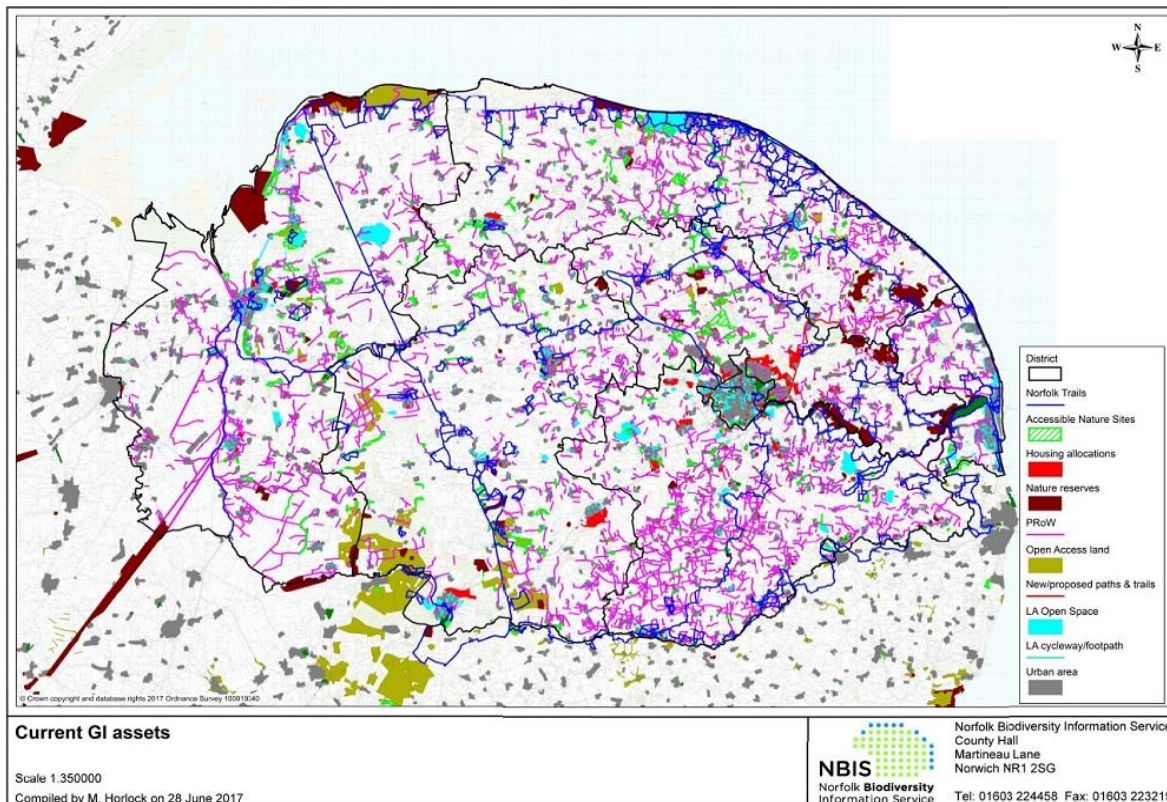 N
W E
S
District
Norfolk Trails
Accessible Nature Sites
Housing allocations
Nature reserves
PRoW
Open Access land
New/proposed paths & trails
LA Open Space
LA cycleway/footpath
Urban area
© Crown copyright and database rights 2017 Ordnance Survey 100019340
Current GI assets
Scale 1:350000
Compiled by M. Horlock on 28 June 2017
NBIS
Norfolk Biodiversity
Information Service
Norfolk Biodiversity Information Service
County Hall
Martineau Lane
Norwich NR1 2SG
Tel: 01603 224458 Fax: 01603 223219